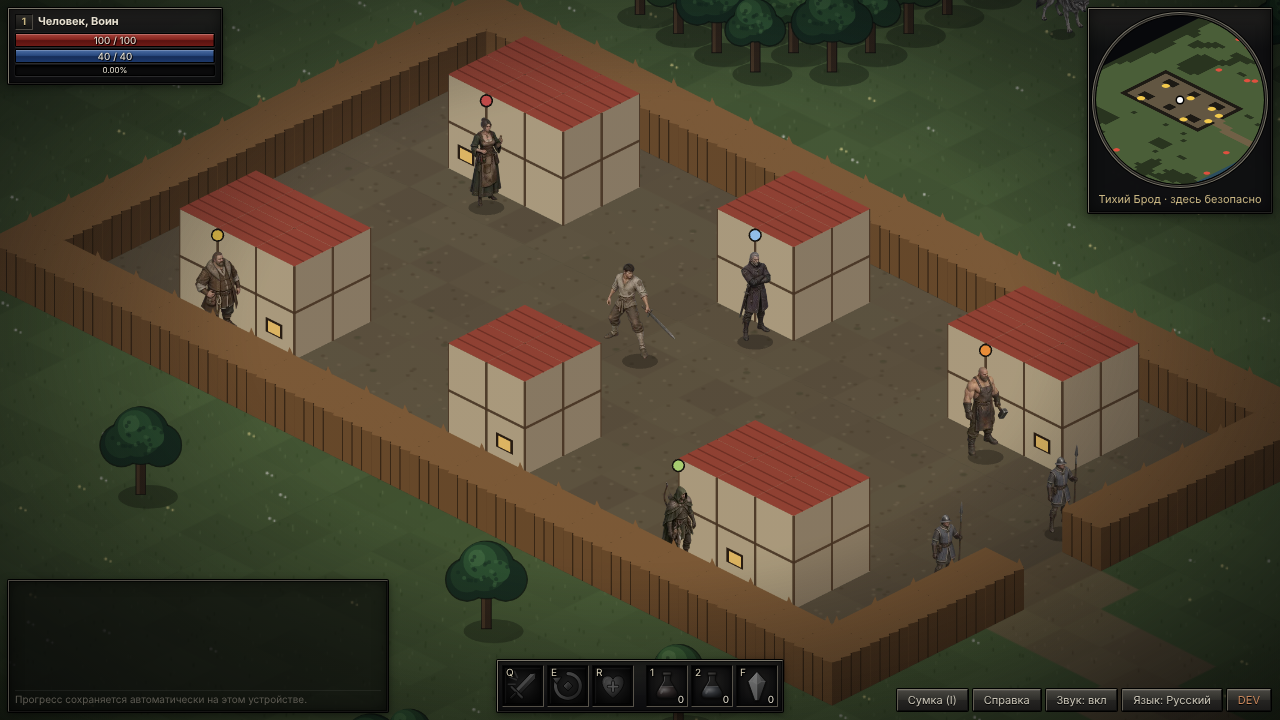 1 Человек, Воин
100 / 100
40 / 40
0.00%
Тихий Брод · здесь безопасно
Прогресс сохраняется автоматически на этом устройстве.
Q E R 1 2 F
0 0 0
Сумка (I) Справка Звук: вкл Язык: Русский DEV